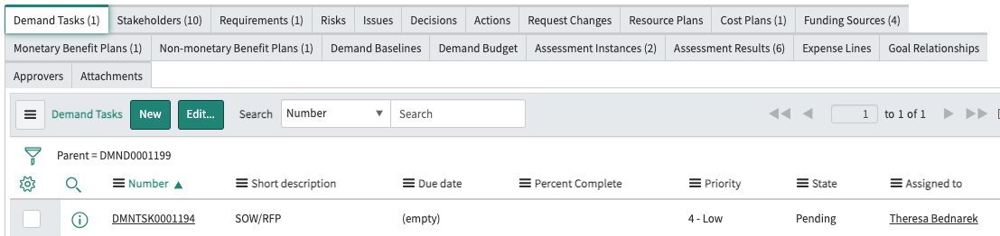 Demand Tasks (1) Stakeholders (10) Requirements (1) Risks Issues Decisions Actions Request Changes Resource Plans Cost Plans (1) Funding Sources (4)
Monetary Benefit Plans (1) Non-monetary Benefit Plans (1) Demand Baselines Demand Budget Assessment Instances (2) Assessment Results (6) Expense Lines Goal Relationships
Approvers Attachments
Demand Tasks New Edit... Search Number Search 1 to 1 of 1
Parent = DMND0001199
Number Short description Due date Percent Complete Priority State Assigned to
DMNTSK0001194 SOW/RFP (empty) 4 - Low Pending Theresa Bednarek